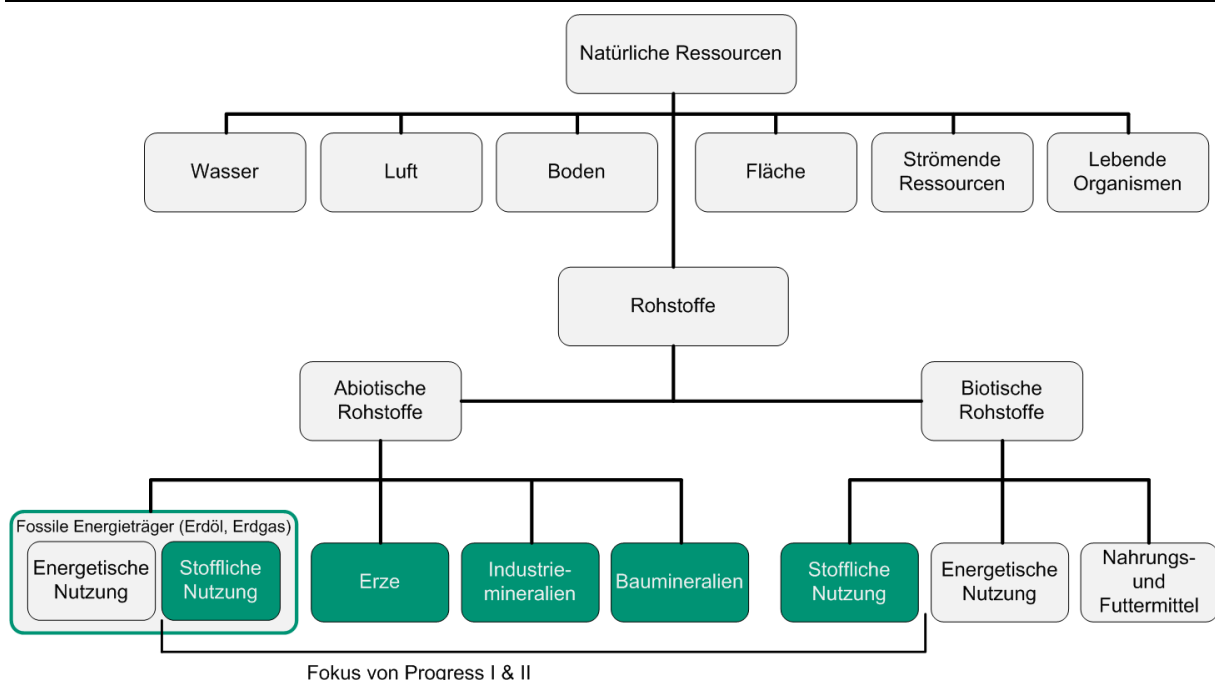 Natürliche Ressourcen
Wasser
Luft
Boden
Fläche
Strömende
Ressourcen
Lebende
Organismen
Rohstoffe
Abiotische
Rohstoffe
Biotische
Rohstoffe
Fossile Energieträger (Erdöl, Erdgas)
Energetische
Nutzung
Stoffliche
Nutzung
Erze
Industrie-
mineralien
Baumineralien
Stoffliche
Nutzung
Energetische
Nutzung
Nahrungs-
und
Futtermittel
Fokus von Progress I & II